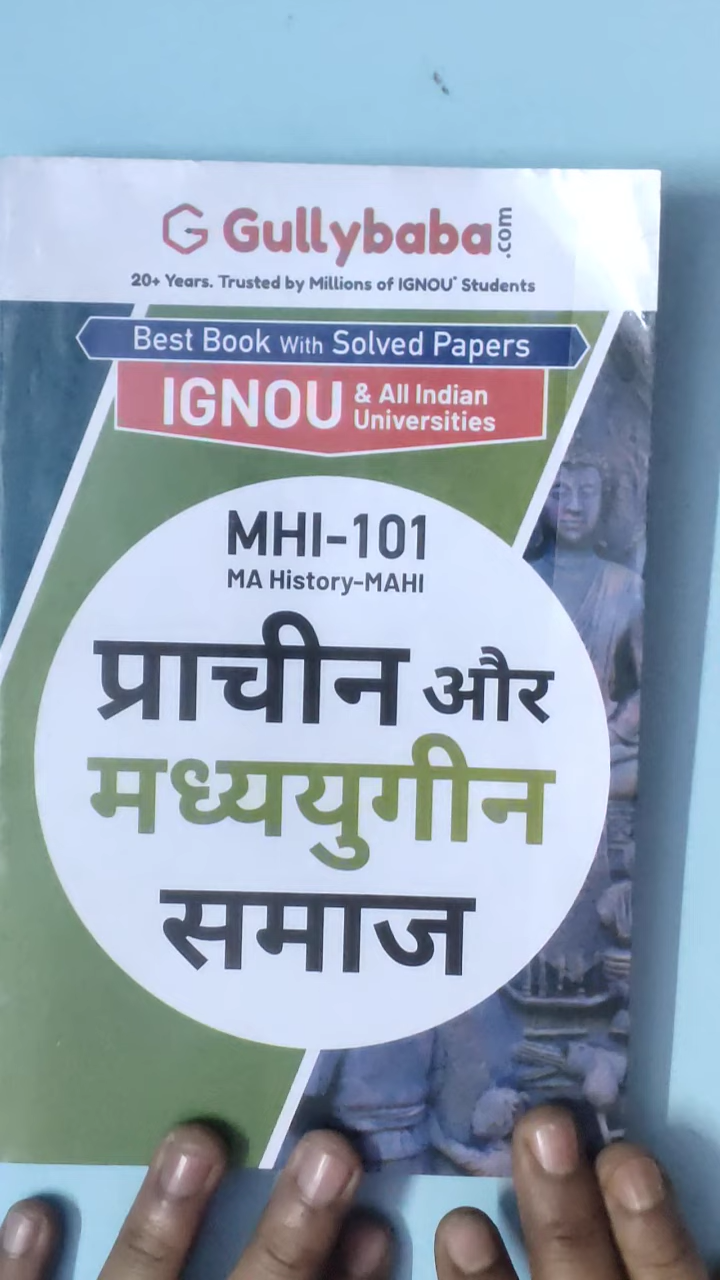 Gullybaba.com
20+ Years. Trusted by Millions of IGNOU* Students
Best Book With Solved Papers
IGNOU & All Indian Universities
MHI-101
MA History-MAHI
प्राचीन और
मध्ययुगीन
समाज